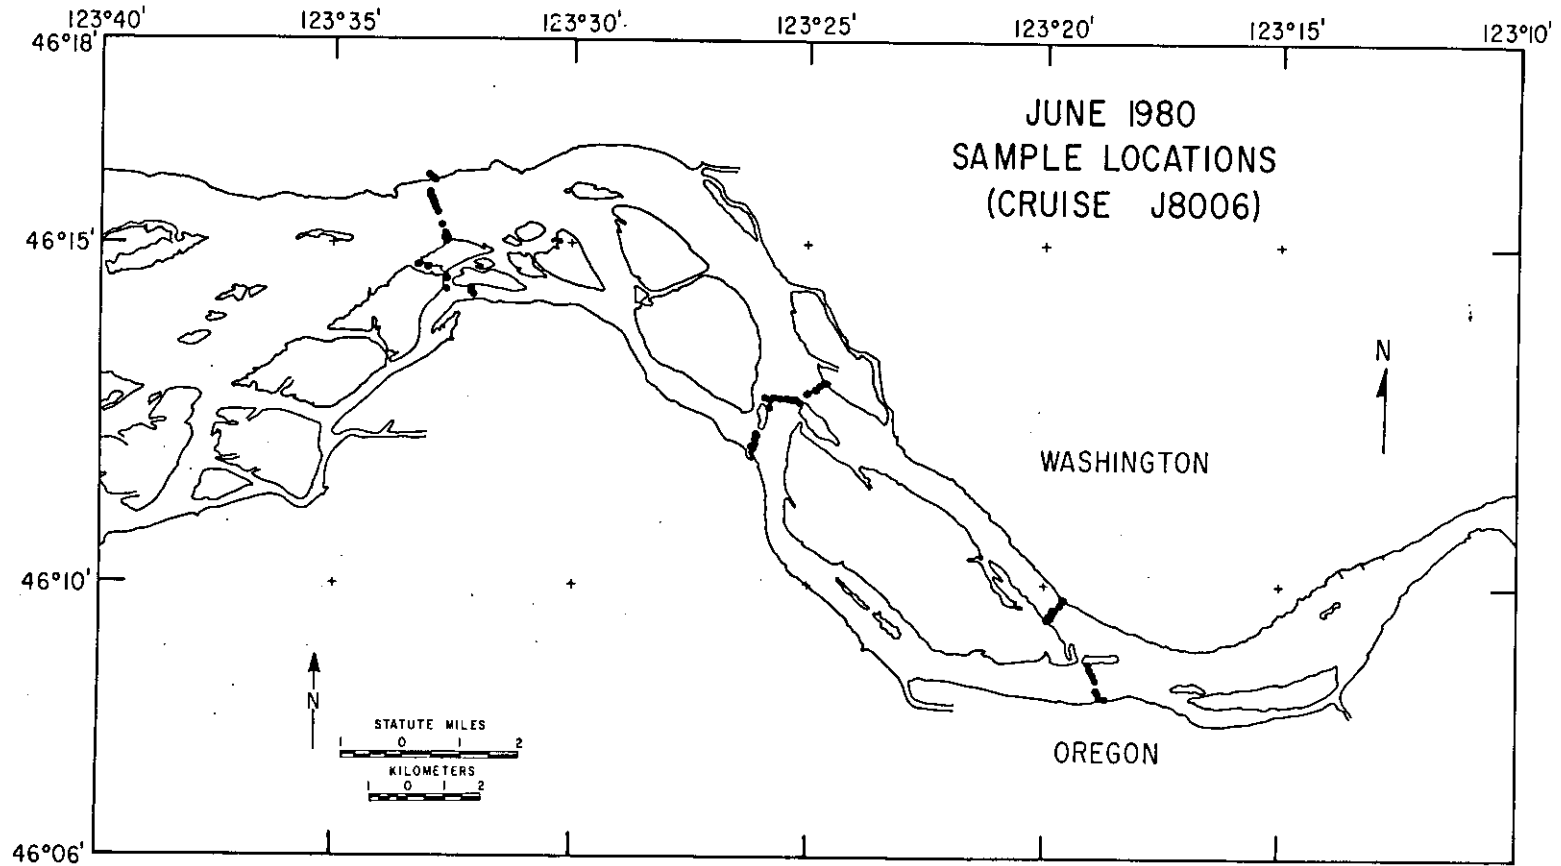 123°40' 123°35' 123°30' 123°25' 123°20' 123°15' 123°10'
46°18'
JUNE 1980
SAMPLE LOCATIONS
(CRUISE J8006)
46°15'
N
WASHINGTON
46°10'
N
STATUTE MILES
1 0 1 2
KILOMETERS
1 0 1 2
OREGON
46°06'